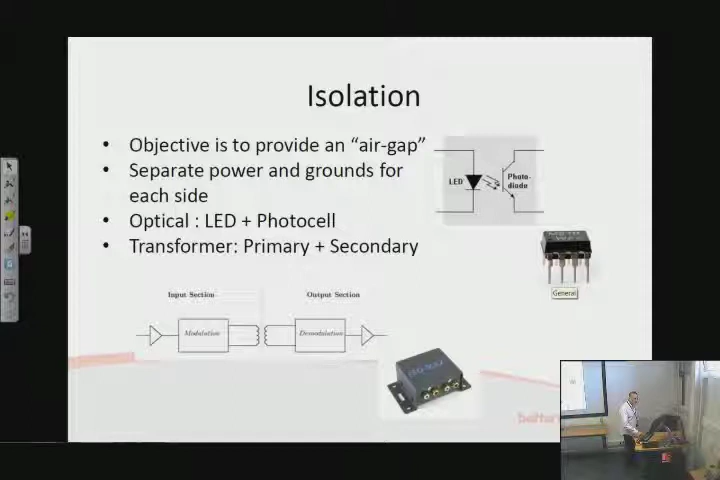 Isolation
• Objective is to provide an “air-gap”
• Separate power and grounds for
each side
• Optical : LED + Photocell
• Transformer: Primary + Secondary
LED
Photo-
diode
General
Input Section
Output Section
Modulation
Demodulation